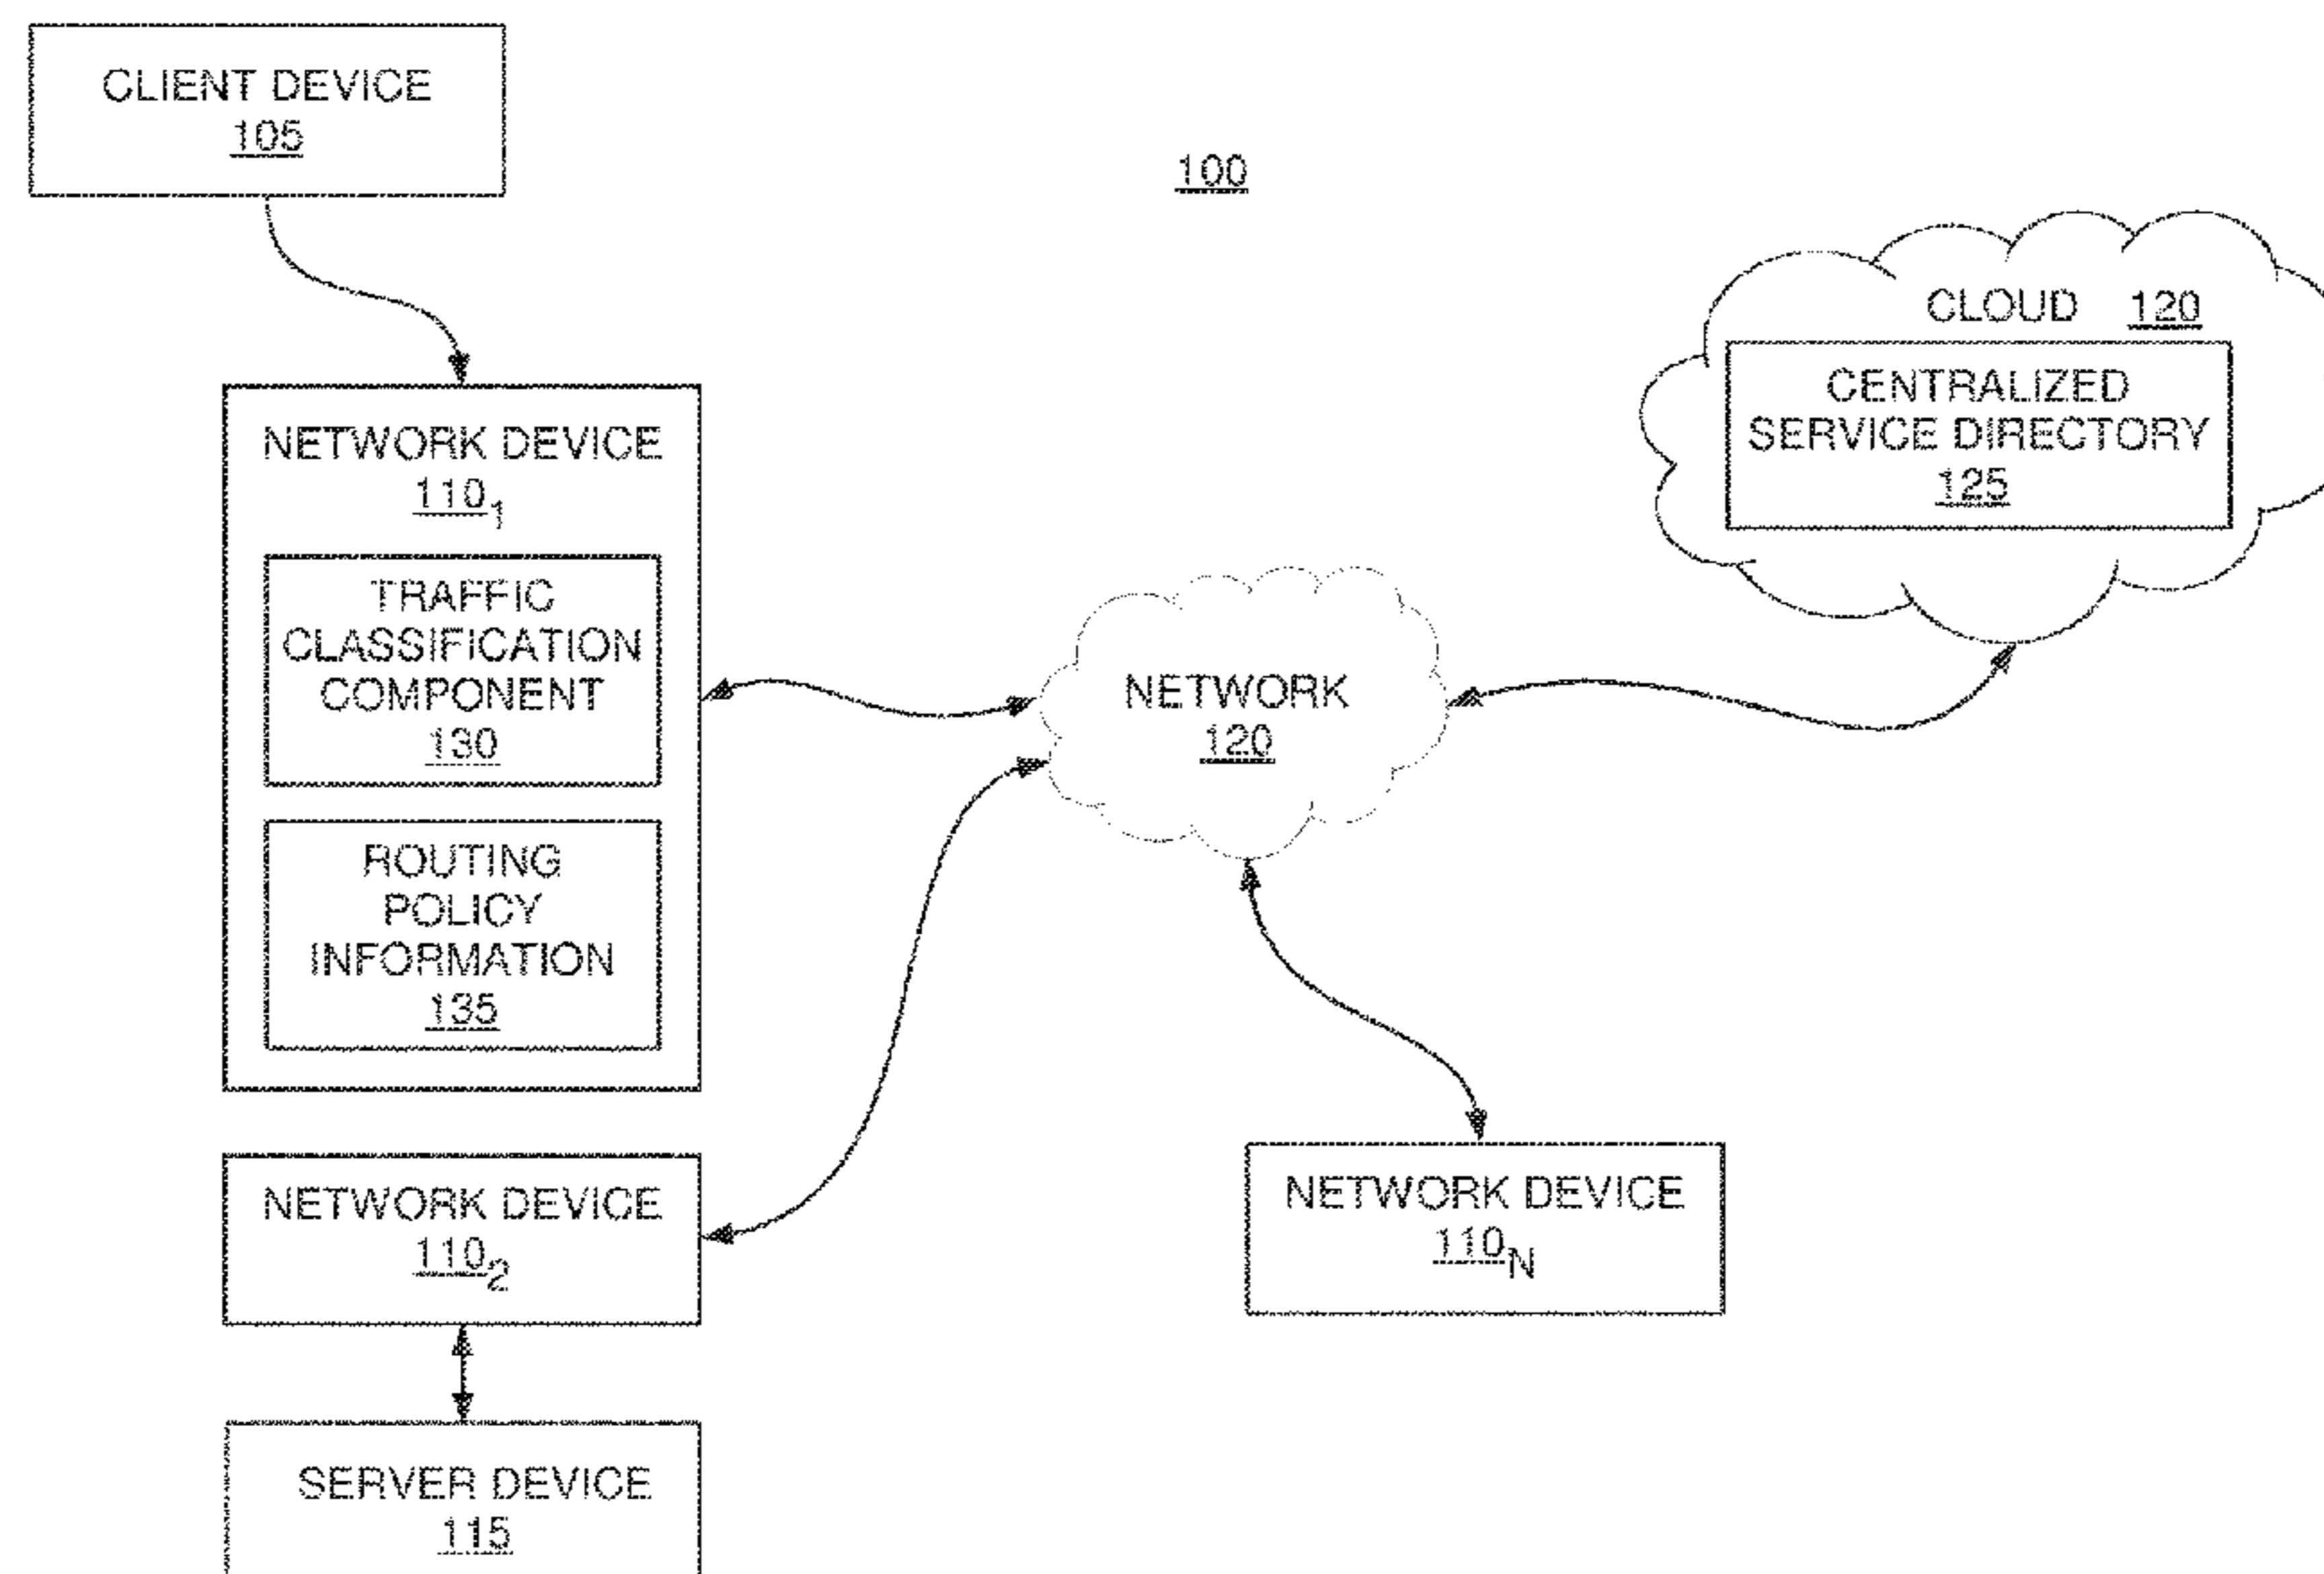 CLIENT DEVICE
105
100
CLOUD 120
CENTRALIZED
SERVICE DIRECTORY
125
NETWORK DEVICE
110₁
TRAFFIC
CLASSIFICATION
COMPONENT
130
ROUTING
POLICY
INFORMATION
135
NETWORK
120
NETWORK DEVICE
110₂
NETWORK DEVICE
110N
SERVER DEVICE
115